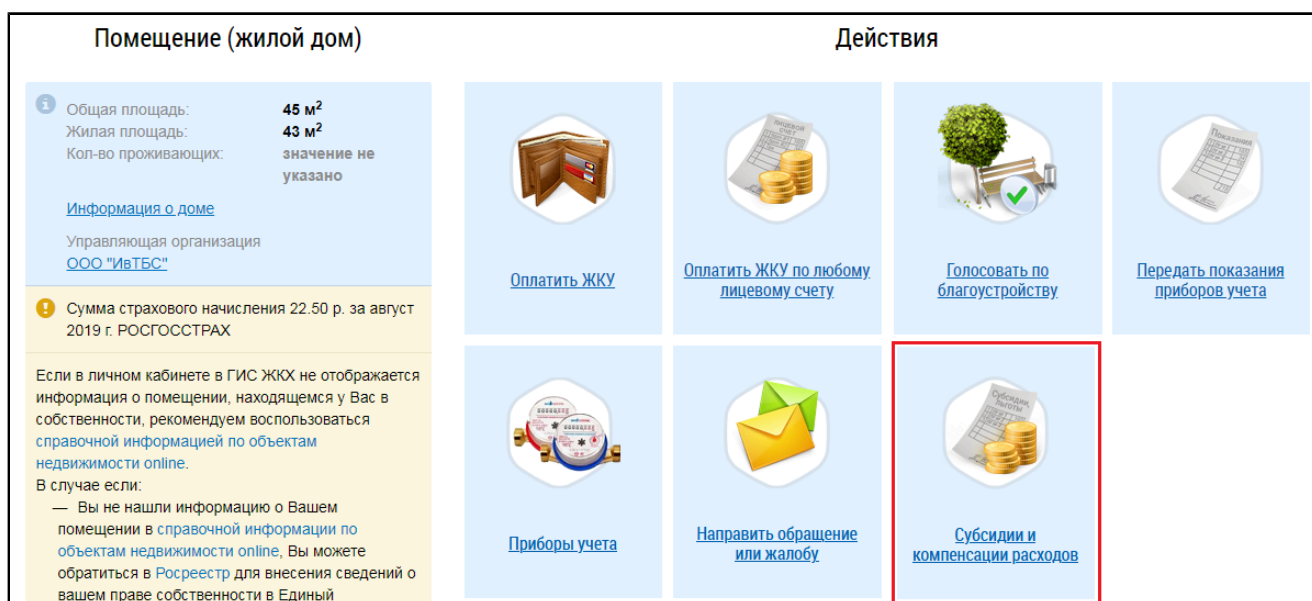 Помещение (жилой дом)
Действия
Общая площадь: 45 м²
Жилая площадь: 43 м²
Кол-во проживающих: значение не
указано
Информация о доме
Управляющая организация
ООО "ИвТБС"
Сумма страхового начисления 22.50 р. за август
2019 г. РОСГОССТРАХ
Если в личном кабинете в ГИС ЖКХ не отображается
информация о помещении, находящемся у Вас в
собственности, рекомендуем воспользоваться
справочной информацией по объектам
недвижимости online.
В случае если:
— Вы не нашли информацию о Вашем
помещении в справочной информации по
объектам недвижимости online, Вы можете
обратиться в Росреестр для внесения сведений о
вашем праве собственности в Единый
Оплатить ЖКУ
ЛИЦЕВОЙ
СЧЕТ
Оплатить ЖКУ по любому
лицевому счету
Голосовать по
благоустройству
Показания
Передать показания
приборов учета
Приборы учета
Направить обращение
или жалобу
Субсидии,
льготы
Субсидии и
компенсации расходов